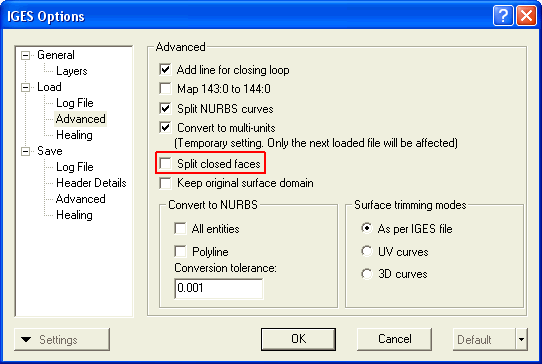 IGES Options
General
Layers
Load
Log File
Advanced
Healing
Save
Log File
Header Details
Advanced
Healing
Advanced
Add line for closing loop
Map 143:0 to 144:0
Split NURBS curves
Convert to multi-units
(Temporary setting. Only the next loaded file will be affected)
Split closed faces
Keep original surface domain
Convert to NURBS
All entities
Polyline
Conversion tolerance:
0.001
Surface trimming modes
As per IGES file
UV curves
3D curves
Settings
OK
Cancel
Default